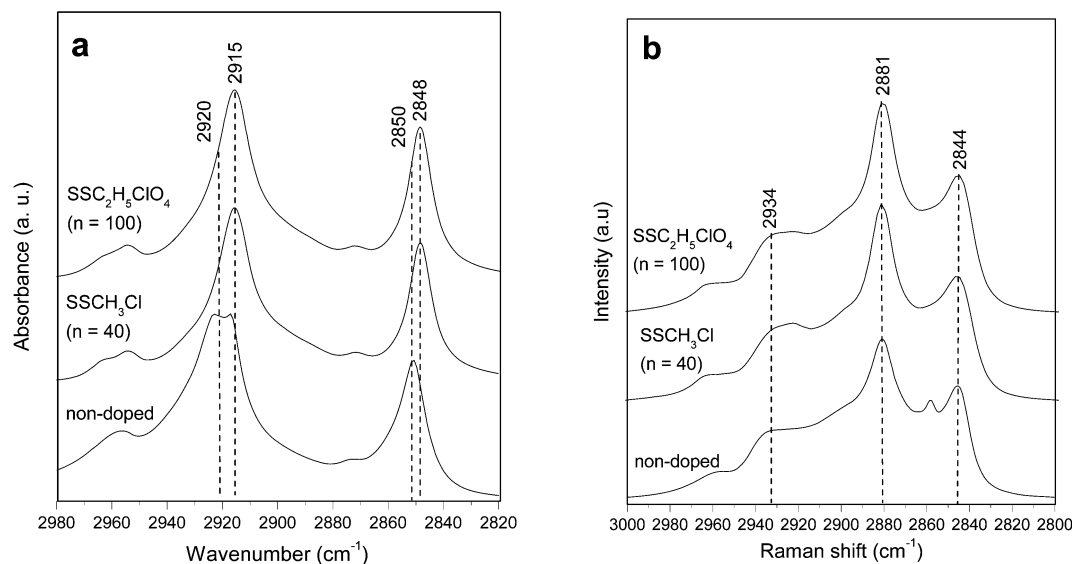 a
2920
2915
2850
2848
SSC₂H₅ClO₄
(n = 100)
SSCH₃Cl
(n = 40)
non-doped
Absorbance (a. u.)
2980 2960 2940 2920 2900 2880 2860 2840 2820
Wavenumber (cm⁻¹)
b
2934
2881
2844
SSC₂H₅ClO₄
(n = 100)
SSCH₃Cl
(n = 40)
non-doped
Intensity (a.u)
3000 2980 2960 2940 2920 2900 2880 2860 2840 2820 2800
Raman shift (cm⁻¹)